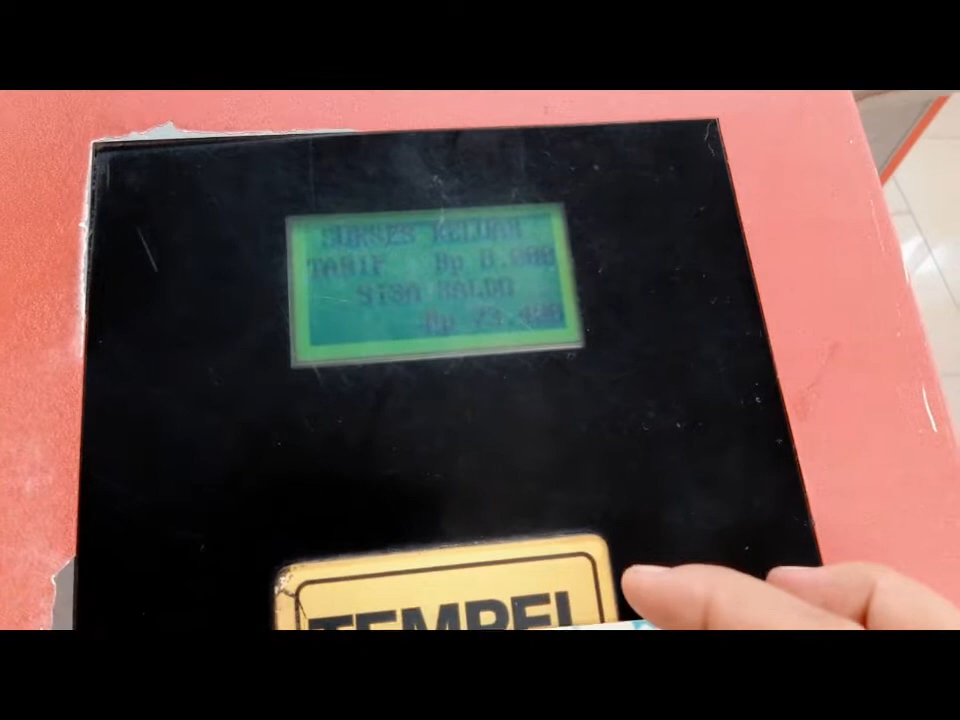 SUKSES KELUAR
TARIF Rp
SISA SALDO
Rp
TEMPEL